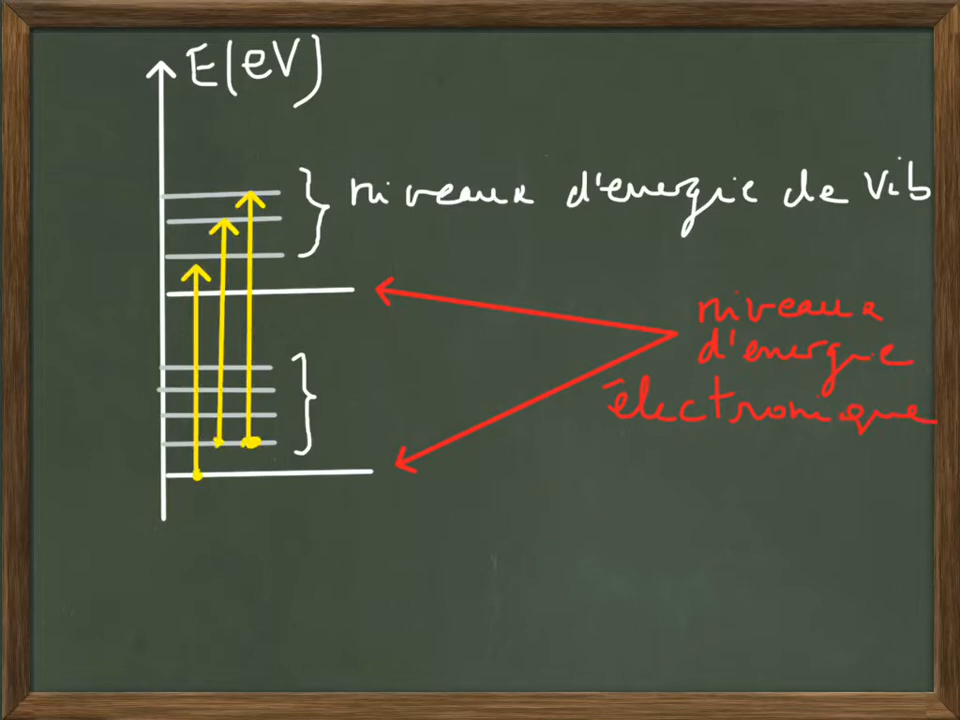 E(eV)
niveaux d'energie de vib
niveaux
d'energie
électronique